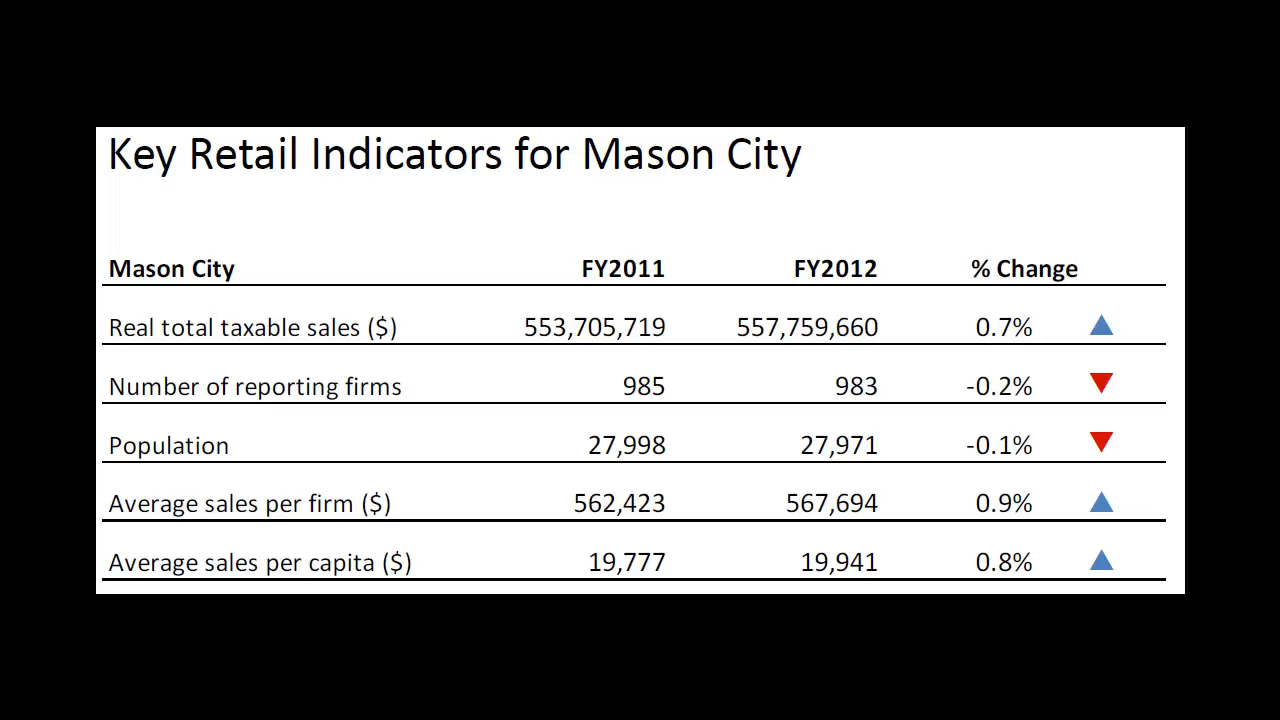 Key Retail Indicators for Mason City
Mason City FY2011 FY2012 % Change
Real total taxable sales ($) 553,705,719 557,759,660 0.7%
Number of reporting firms 985 983 -0.2%
Population 27,998 27,971 -0.1%
Average sales per firm ($) 562,423 567,694 0.9%
Average sales per capita ($) 19,777 19,941 0.8%